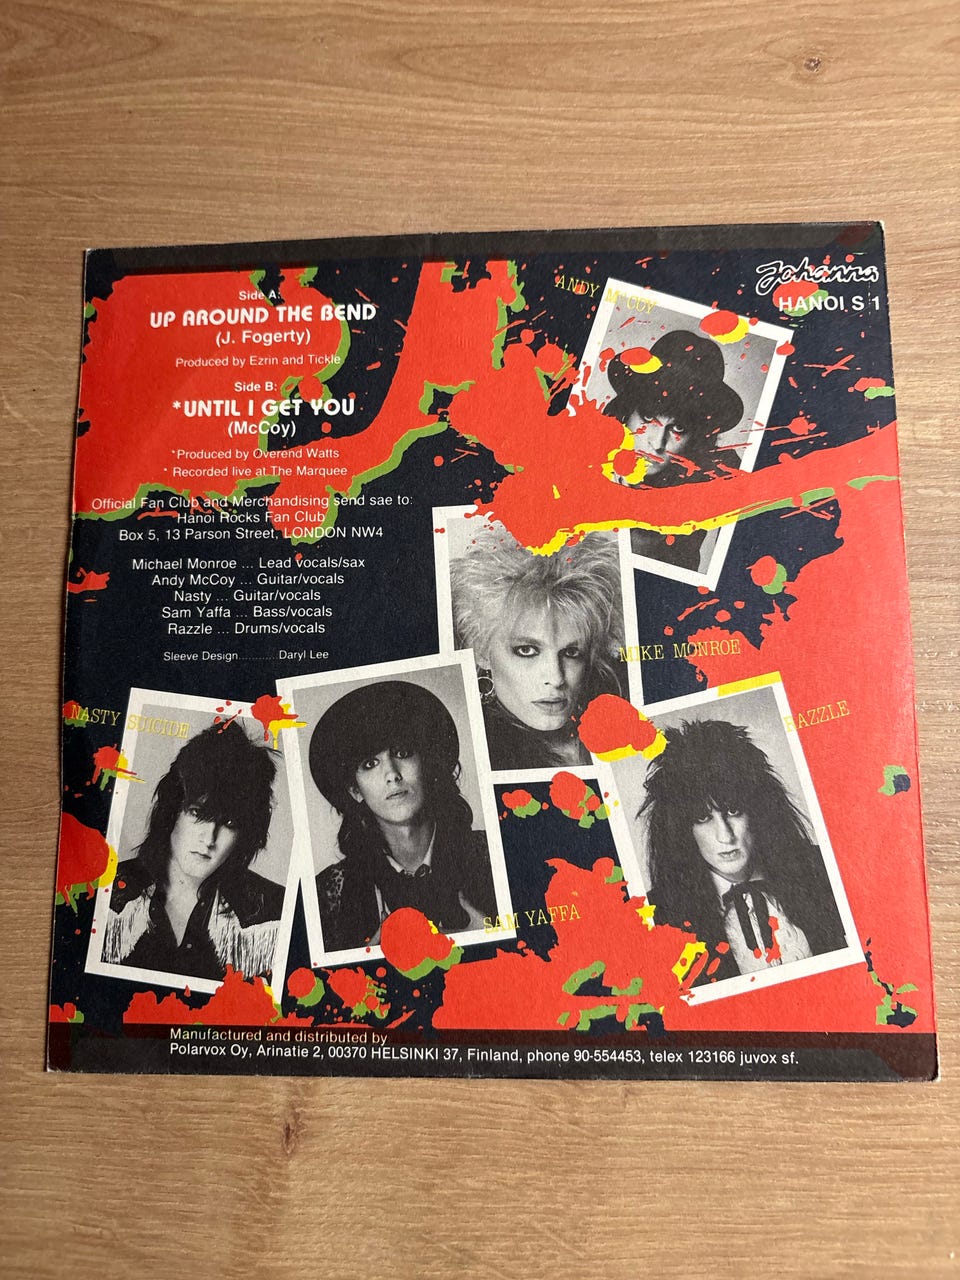 Side A:
UP AROUND THE BEND
(J. Fogerty)
Produced by Ezrin and Tickle
Side B:
*UNTIL I GET YOU
(McCoy)
*Produced by Overend Watts
* Recorded live at The Marquee
Official Fan Club and Merchandising send sae to:
Hanoi Rocks Fan Club
Box 5, 13 Parson Street, LONDON NW4
Michael Monroe ... Lead vocals/sax
Andy McCoy ... Guitar/vocals
Nasty ... Guitar/vocals
Sam Yaffa ... Bass/vocals
Razzle ... Drums/vocals
Sleeve Design...........Daryl Lee
Johanna
HANOI S 1
ANDY McCOY
MIKE MONROE
NASTY SUICIDE
RAZZLE
SAM YAFFA
Manufactured and distributed by
Polarvox Oy, Arinatie 2, 00370 HELSINKI 37, Finland, phone 90-554453, telex 123166 juvox sf.